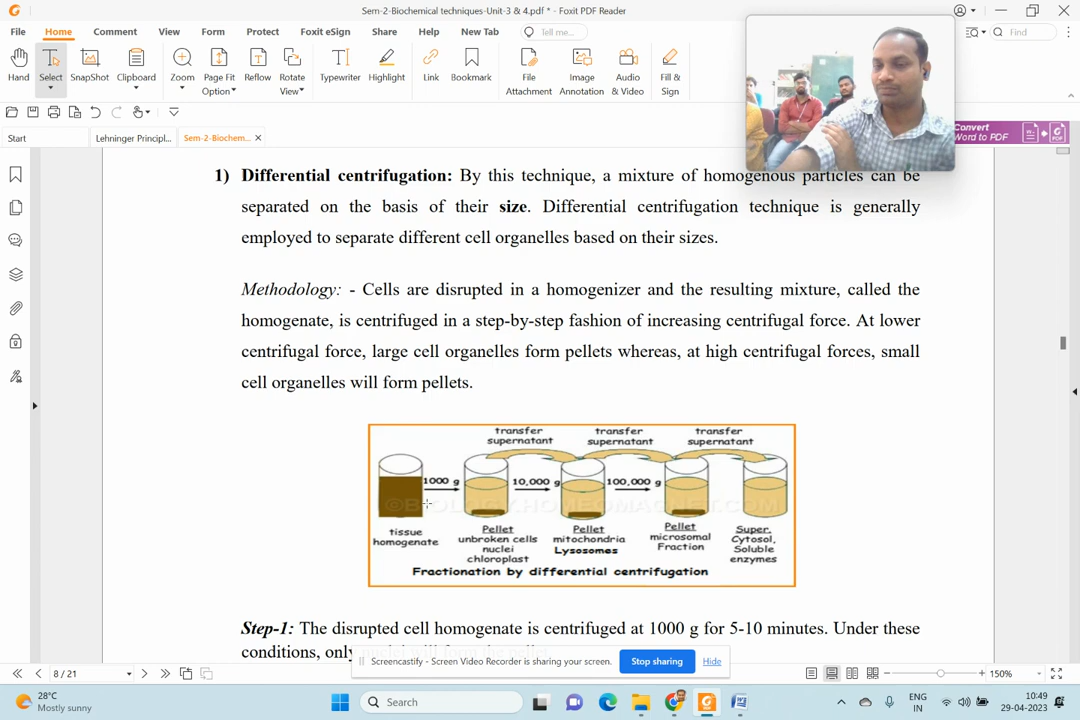 Sem-2-Biochemical techniques-Unit-3 & 4.pdf * - Foxit PDF Reader
File Home Comment View Form Protect Foxit eSign Share Help New Tab Tell me... Find
Hand Select SnapShot Clipboard Zoom Page Fit Option Reflow Rotate View Typewriter Highlight Link Bookmark File Attachment Image Annotation Audio & Video Fill & Sign
Start Lehninger Principl... Sem-2-Biochem...
Convert
Word to PDF
1) Differential centrifugation: By this technique, a mixture of homogenous particles can be
separated on the basis of their size. Differential centrifugation technique is generally
employed to separate different cell organelles based on their sizes.
Methodology: - Cells are disrupted in a homogenizer and the resulting mixture, called the
homogenate, is centrifuged in a step-by-step fashion of increasing centrifugal force. At lower
centrifugal force, large cell organelles form pellets whereas, at high centrifugal forces, small
cell organelles will form pellets.
transfer supernatant transfer supernatant transfer supernatant
1000 g 10,000 g 100,000 g
tissue homogenate
Pellet unbroken cells nuclei chloroplast
Pellet mitochondria Lysosomes
Pellet microsomal Fraction
Super. Cytosol, Soluble enzymes
Fractionation by differential centrifugation
Step-1: The disrupted cell homogenate is centrifuged at 1000 g for 5-10 minutes. Under these
conditions, only
Screencastify - Screen Video Recorder is sharing your screen. Stop sharing Hide
8 / 21 150%
28°C
Mostly sunny
Search
ENG
IN
10:49
29-04-2023